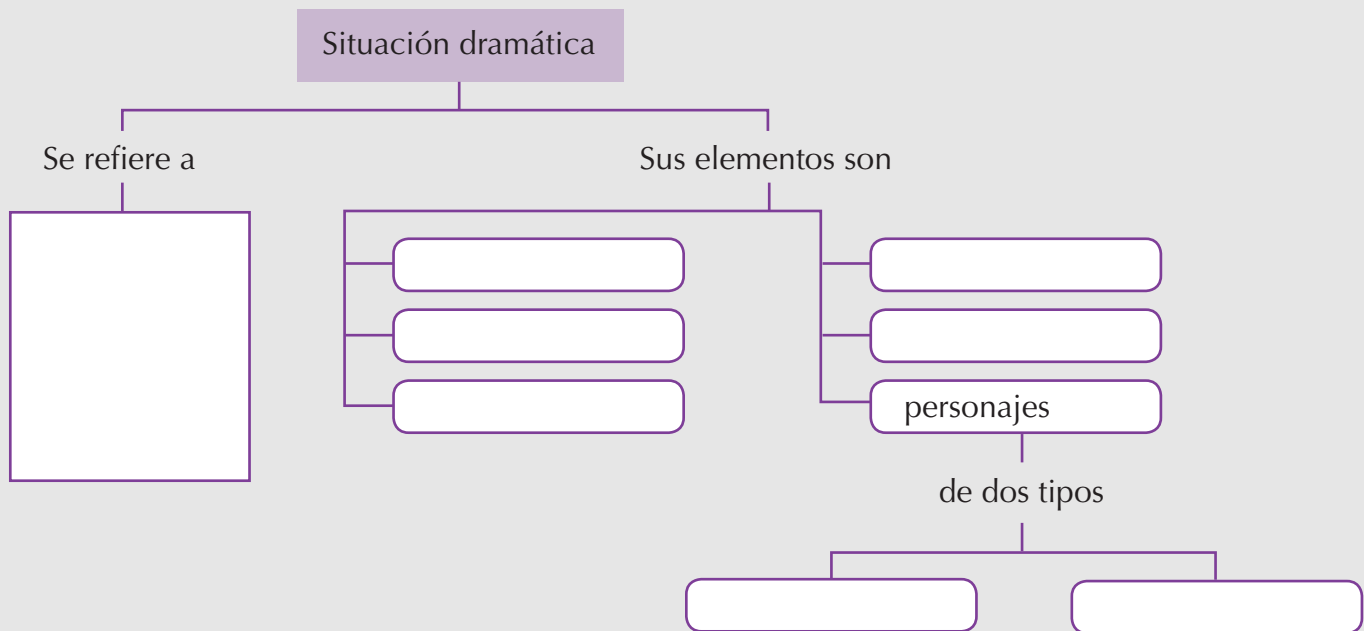 Situación dramática
Se refiere a
Sus elementos son
personajes
de dos tipos